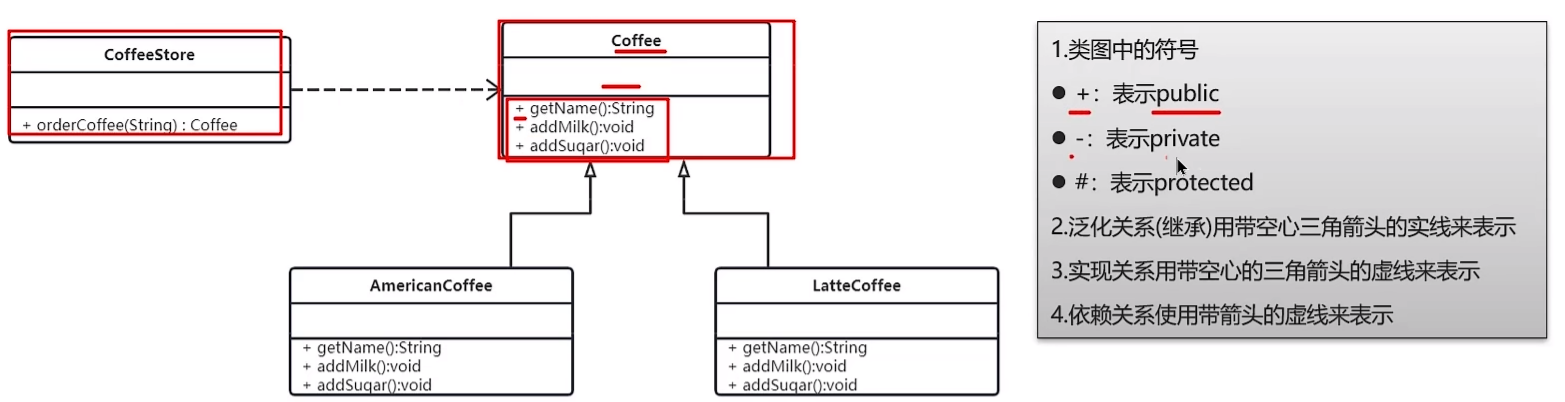 CoffeeStore
+ orderCoffee(String) : Coffee
Coffee
+ getName():String
+ addMilk():void
+ addSuqar():void
AmericanCoffee
+ getName():String
+ addMilk():void
+ addSuqar():void
LatteCoffee
+ getName():String
+ addMilk():void
+ addSuqar():void
1.类图中的符号
● +：表示public
● -：表示private
● #：表示protected
2.泛化关系(继承)用带空心三角箭头的实线来表示
3.实现关系用带空心的三角箭头的虚线来表示
4.依赖关系使用带箭头的虚线来表示